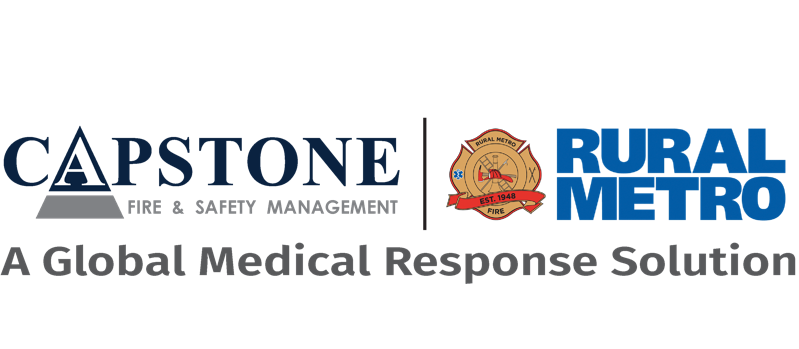 CAPSTONE
FIRE & SAFETY MANAGEMENT
RURAL METRO
EST. 1948
FIRE
RURAL
METRO
A Global Medical Response Solution